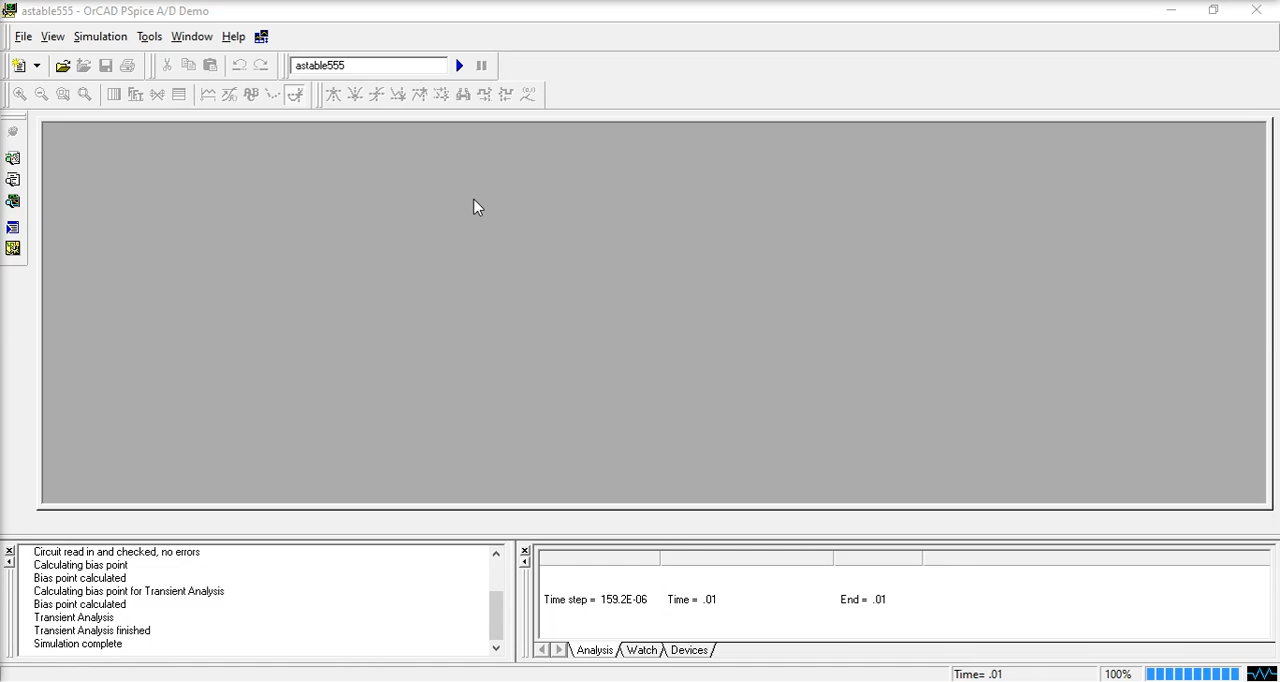 astable555 - OrCAD PSpice A/D Demo
File View Simulation Tools Window Help
astable555
Circuit read in and checked, no errors
Calculating bias point
Bias point calculated
Calculating bias point for Transient Analysis
Bias point calculated
Transient Analysis
Transient Analysis finished
Simulation complete
Time step = 159.2E-06 Time = .01 End = .01
Analysis Watch Devices
Time= .01 100%